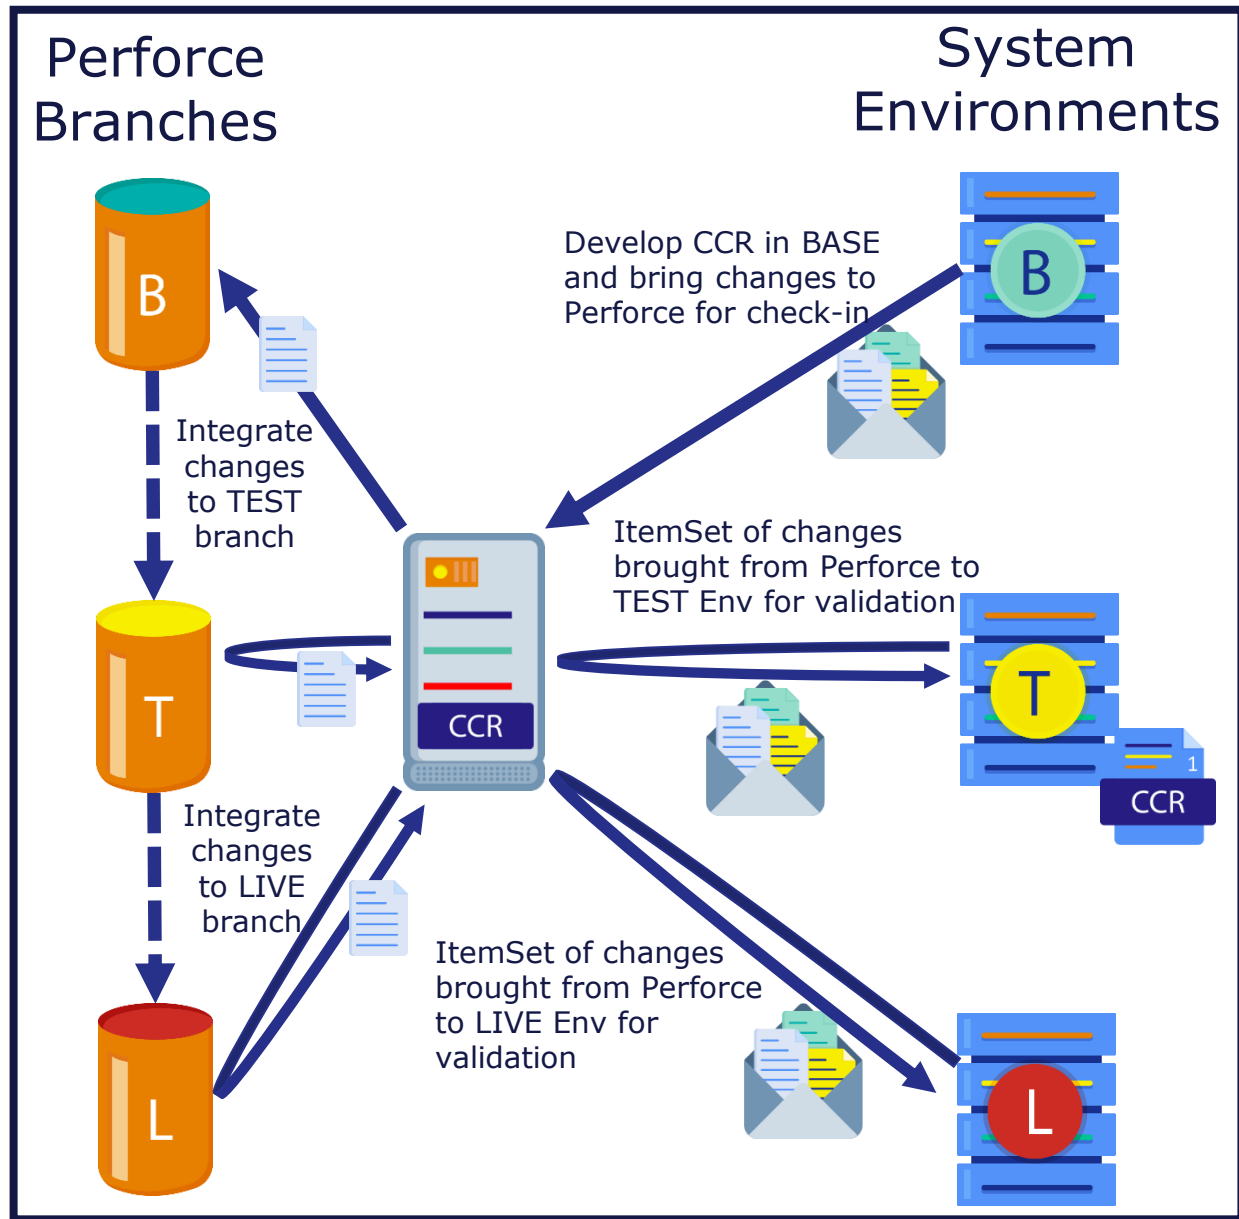 Perforce
Branches
System
Environments
B
Develop CCR in BASE
and bring changes to
Perforce for check-in
B
Integrate
changes
to TEST
branch
ItemSet of changes
brought from Perforce to
TEST Env for validation
T
CCR
T
1
CCR
Integrate
changes
to LIVE
branch
ItemSet of changes
brought from Perforce
to LIVE Env for
validation
L
L